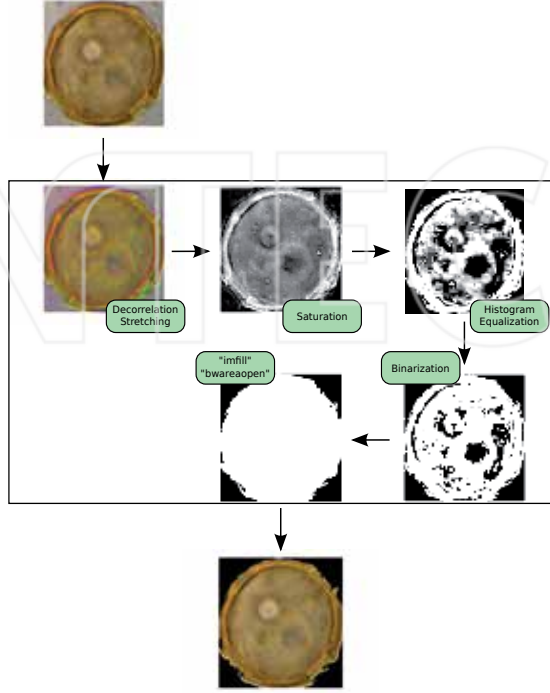 Decorrelation
Stretching
Saturation
Histogram
Equalization
"imfill"
"bwareaopen"
Binarization